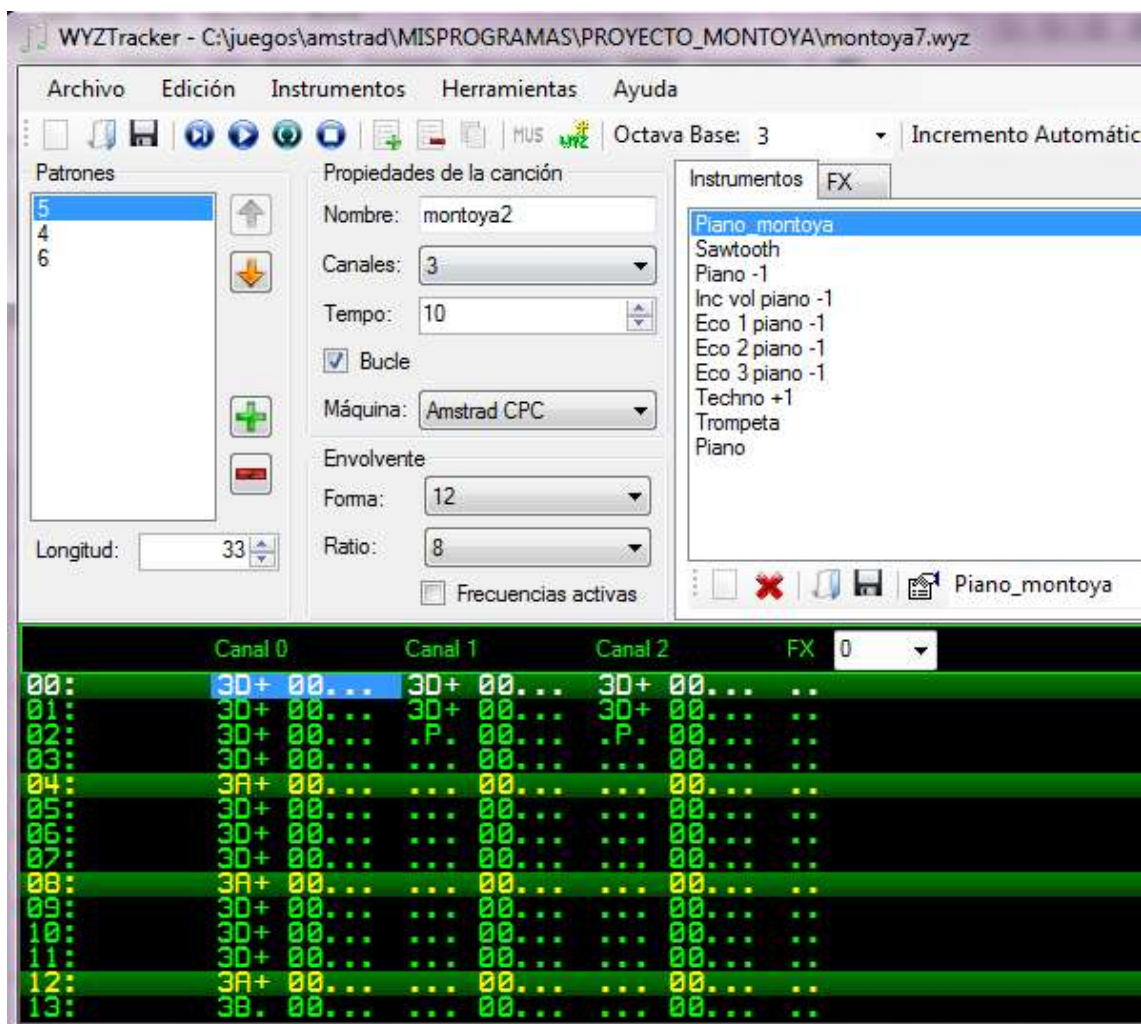 WYZTracker - C:\juegos\amstrad\MISPROGRAMAS\PROYECTO_MONTOYA\montoya7.wyz
Archivo Edición Instrumentos Herramientas Ayuda
MUS WYZ Octava Base: 3 Incremento Automátic
Patrones
5
4
6
Longitud: 33
Propiedades de la canción
Nombre: montoya2
Canales: 3
Tempo: 10
Bucle
Máquina: Amstrad CPC
Envolvente
Forma: 12
Ratio: 8
Frecuencias activas
Instrumentos FX
Piano_montoya
Sawtooth
Piano -1
Inc vol piano -1
Eco 1 piano -1
Eco 2 piano -1
Eco 3 piano -1
Techno +1
Trompeta
Piano
Piano_montoya
Canal 0 Canal 1 Canal 2 FX 0
00: 3D+ 00... 3D+ 00... 3D+ 00... ..
01: 3D+ 00... 3D+ 00... 3D+ 00... ..
02: 3D+ 00... .P. 00... .P. 00... ..
03: 3D+ 00... ... 00... ... 00... ..
04: 3A+ 00... ... 00... ... 00... ..
05: 3D+ 00... ... 00... ... 00... ..
06: 3D+ 00... ... 00... ... 00... ..
07: 3D+ 00... ... 00... ... 00... ..
08: 3A+ 00... ... 00... ... 00... ..
09: 3D+ 00... ... 00... ... 00... ..
10: 3D+ 00... ... 00... ... 00... ..
11: 3D+ 00... ... 00... ... 00... ..
12: 3A+ 00... ... 00... ... 00... ..
13: 3B. 00... ... 00... ... 00... ..